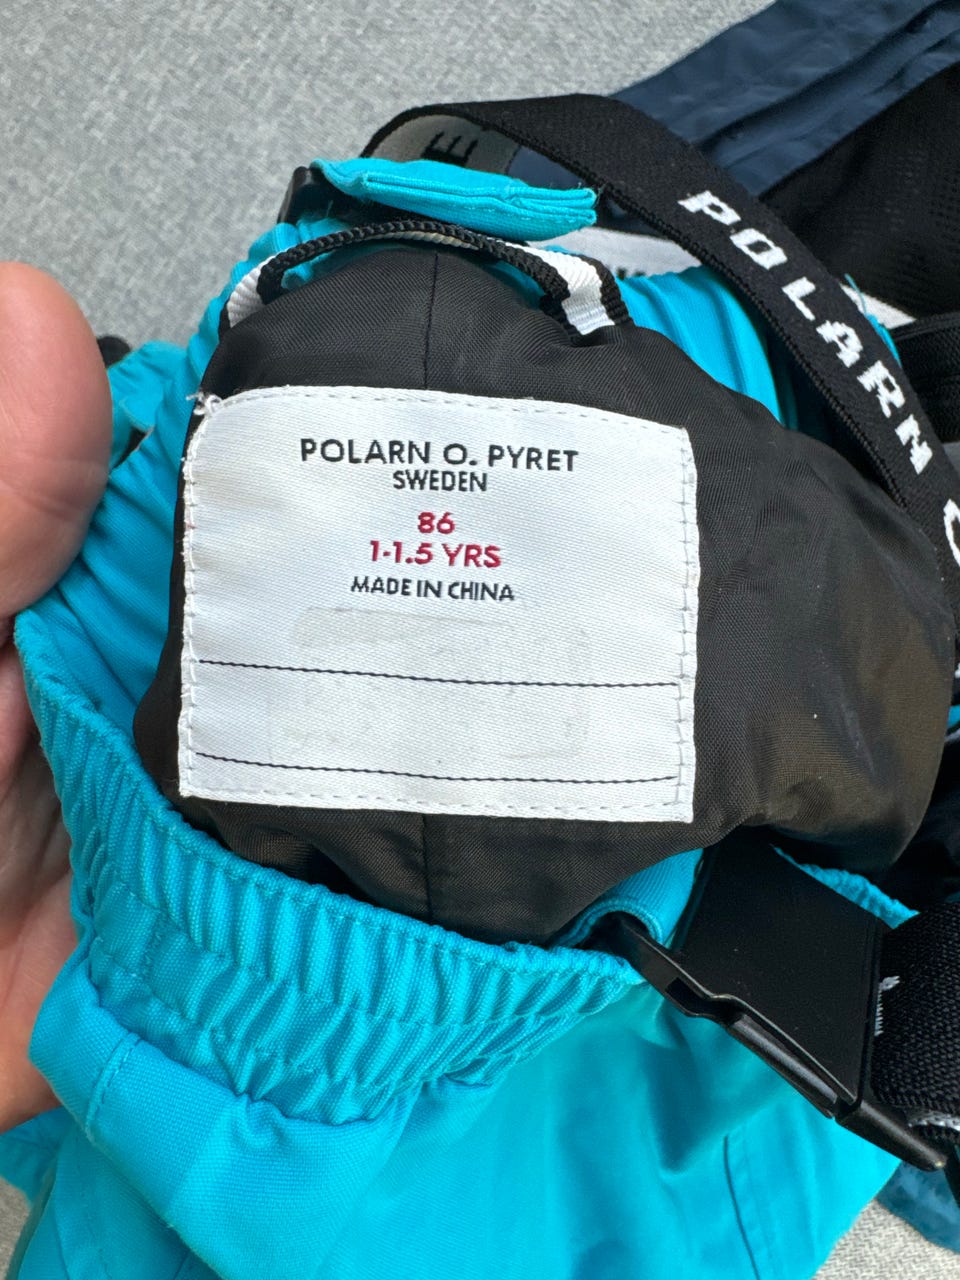 POLARN O. PYRET
SWEDEN
86
1-1.5 YRS
MADE IN CHINA
E
POLARN O